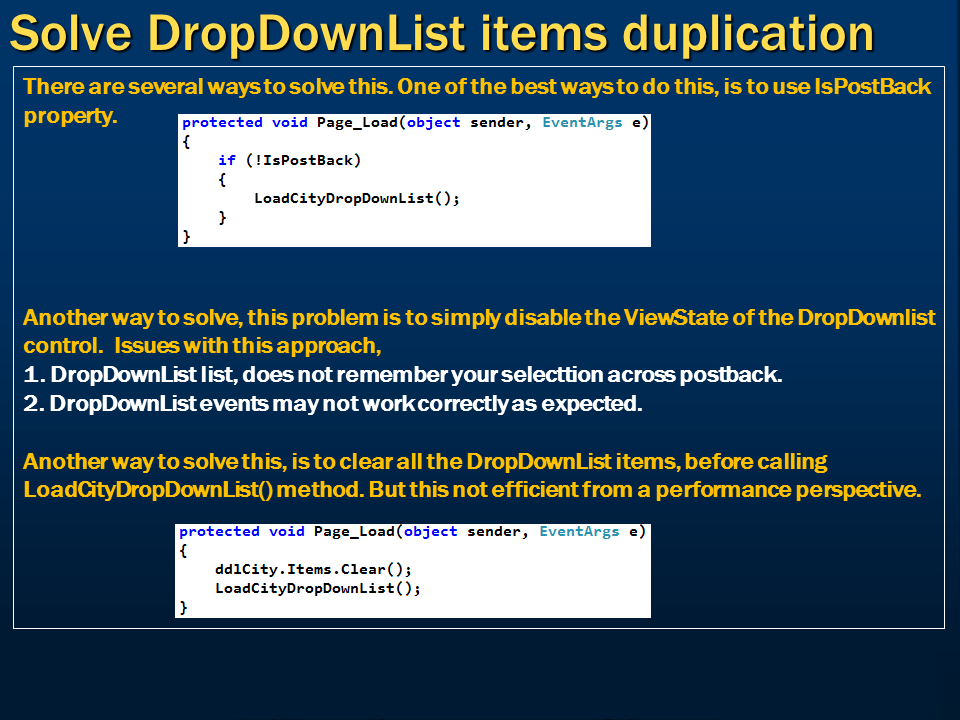 Solve DropDownList items duplication
There are several ways to solve this. One of the best ways to do this, is to use IsPostBack
property.
protected void Page_Load(object sender, EventArgs e)
{
    if (!IsPostBack)
    {
        LoadCityDropDownList();
    }
}
Another way to solve, this problem is to simply disable the ViewState of the DropDownlist
control.  Issues with this approach,
1. DropDownList list, does not remember your selecttion across postback.
2. DropDownList events may not work correctly as expected.
Another way to solve this, is to clear all the DropDownList items, before calling
LoadCityDropDownList() method. But this not efficient from a performance perspective.
protected void Page_Load(object sender, EventArgs e)
{
    ddlCity.Items.Clear();
    LoadCityDropDownList();
}